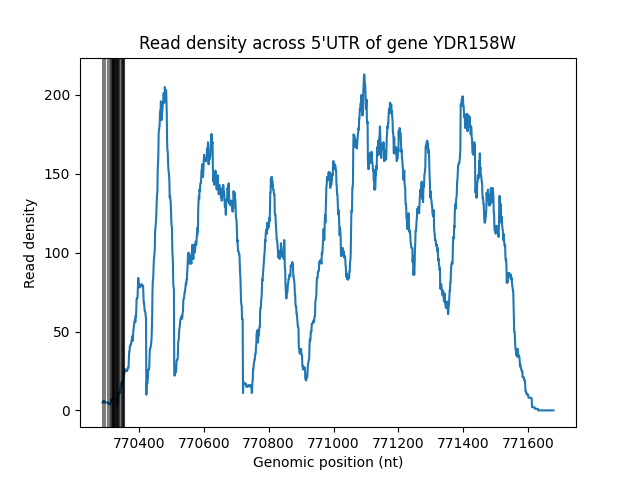 Read density across 5'UTR of gene YDR158W
Read density
200
150
100
50
0
770400 770600 770800 771000 771200 771400 771600
Genomic position (nt)